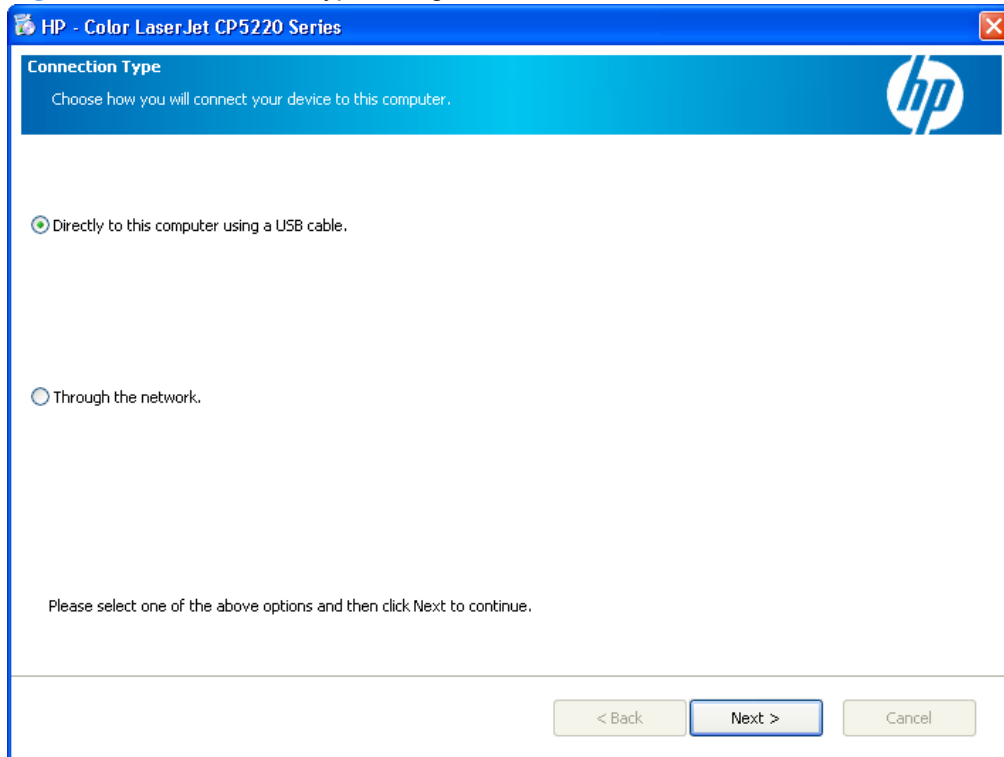 HP - Color LaserJet CP5220 Series
Connection Type
Choose how you will connect your device to this computer.
hp
Directly to this computer using a USB cable.
Through the network.
Please select one of the above options and then click Next to continue.
< Back
Next >
Cancel